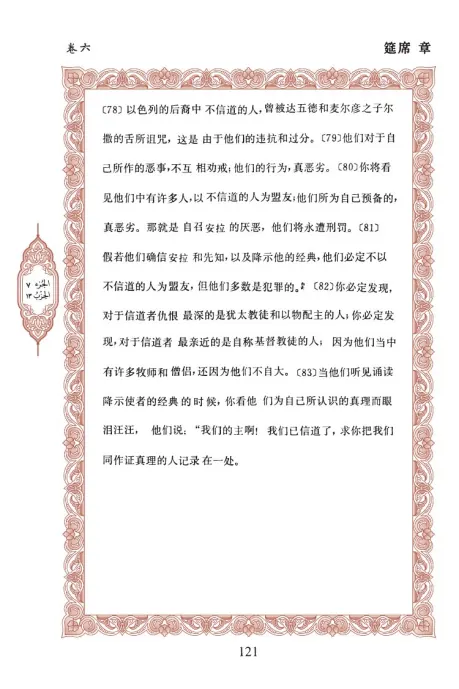 卷六
筵席 章
〔78〕以色列的后裔中 不信道的人,曾被达五德和麦尔彦之子尔
撒的舌所诅咒，这是 由于他们的违抗和过分。〔79〕他们对于自
己所作的恶事,不互 相劝戒;他们的行为,真恶劣。〔80〕你将看
见他们中有许多人,以 不信道的人为盟友;他们所为自己预备的,
真恶劣。那就是 自召安拉的厌恶，他们将永遭刑罚。〔81〕
假若他们确信安拉 和先知，以及降示他的经典，他们必定不以
不信道的人为盟友，但他们多数是犯罪的。* 〔82〕你必定发现,
对于信道者仇恨 最深的是犹太教徒和以物配主的人;你必定发
现，对于信道者 最亲近的是自称基督教徒的人； 因为他们当中
有许多牧师和 僧侣，还因为他们不自大。〔83〕当他们听见诵读
降示使者的经典的时候，你看他 们为自己所认识的真理而眼
泪汪汪， 他们说：“我们的主啊! 我们已信道了，求你把我们
同作证真理的人记录 在一处。
الجزء ٧
الحزب ١٣
121